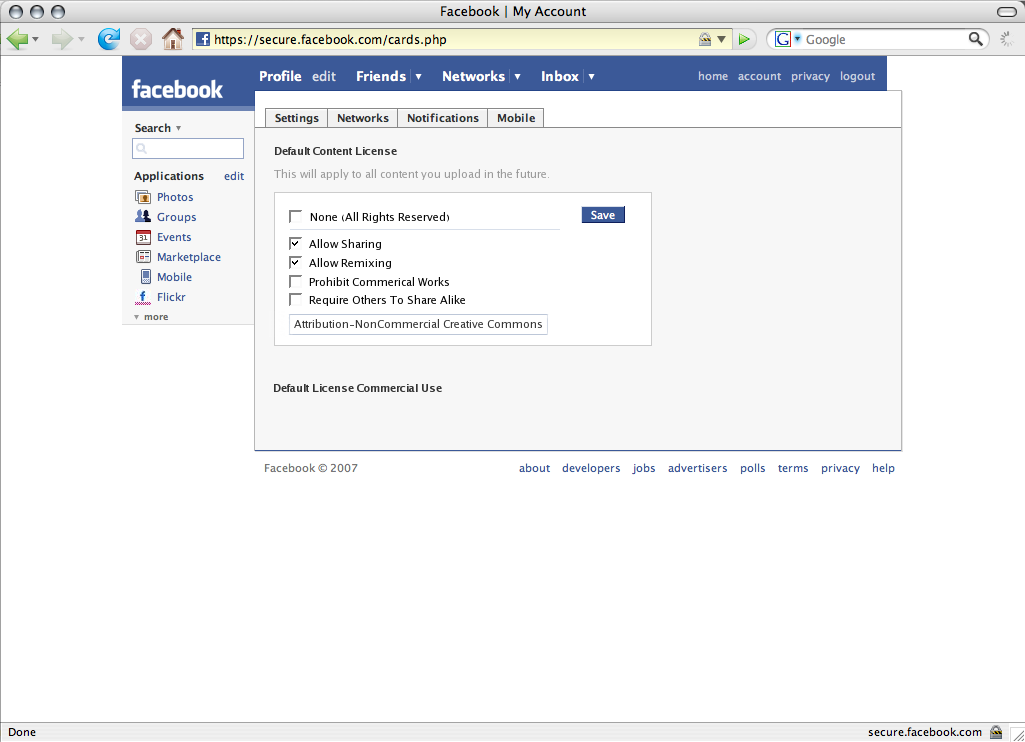 Facebook | My Account
https://secure.facebook.com/cards.php
Google
facebook
Profile edit Friends Networks Inbox home account privacy logout
Search
Applications edit
Photos
Groups
31 Events
Marketplace
Mobile
Flickr
more
Settings Networks Notifications Mobile
Default Content License
This will apply to all content you upload in the future.
None (All Rights Reserved) Save
Allow Sharing
Allow Remixing
Prohibit Commerical Works
Require Others To Share Alike
Attribution-NonCommercial Creative Commons
Default License Commercial Use
Facebook © 2007 about developers jobs advertisers polls terms privacy help
Done secure.facebook.com